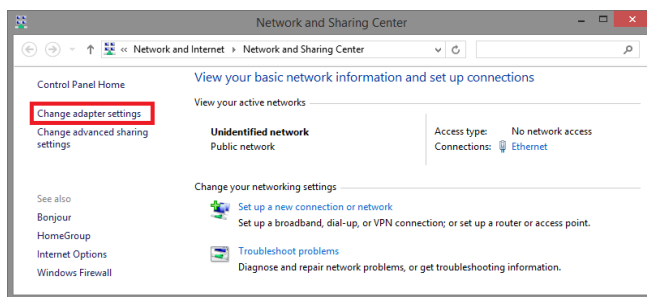 Network and Sharing Center
« Network and Internet ▸ Network and Sharing Center
Control Panel Home
Change adapter settings
Change advanced sharing
settings
See also
Bonjour
HomeGroup
Internet Options
Windows Firewall
View your basic network information and set up connections
View your active networks
Unidentified network
Public network
Access type: No network access
Connections: Ethernet
Change your networking settings
Set up a new connection or network
Set up a broadband, dial-up, or VPN connection; or set up a router or access point.
Troubleshoot problems
Diagnose and repair network problems, or get troubleshooting information.